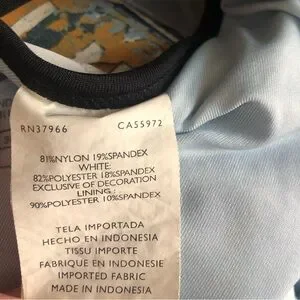 RN37966 CA55972
81%NYLON 19%SPANDEX
WHITE:
82%POLYESTER 18%SPANDEX
EXCLUSIVE OF DECORATION
LINING:
90%POLYESTER 10%SPANDEX
TELA IMPORTADA
HECHO EN INDONESIA
TISSU IMPORTE
FABRIQUE EN INDONESIE
IMPORTED FABRIC
MADE IN INDONESIA